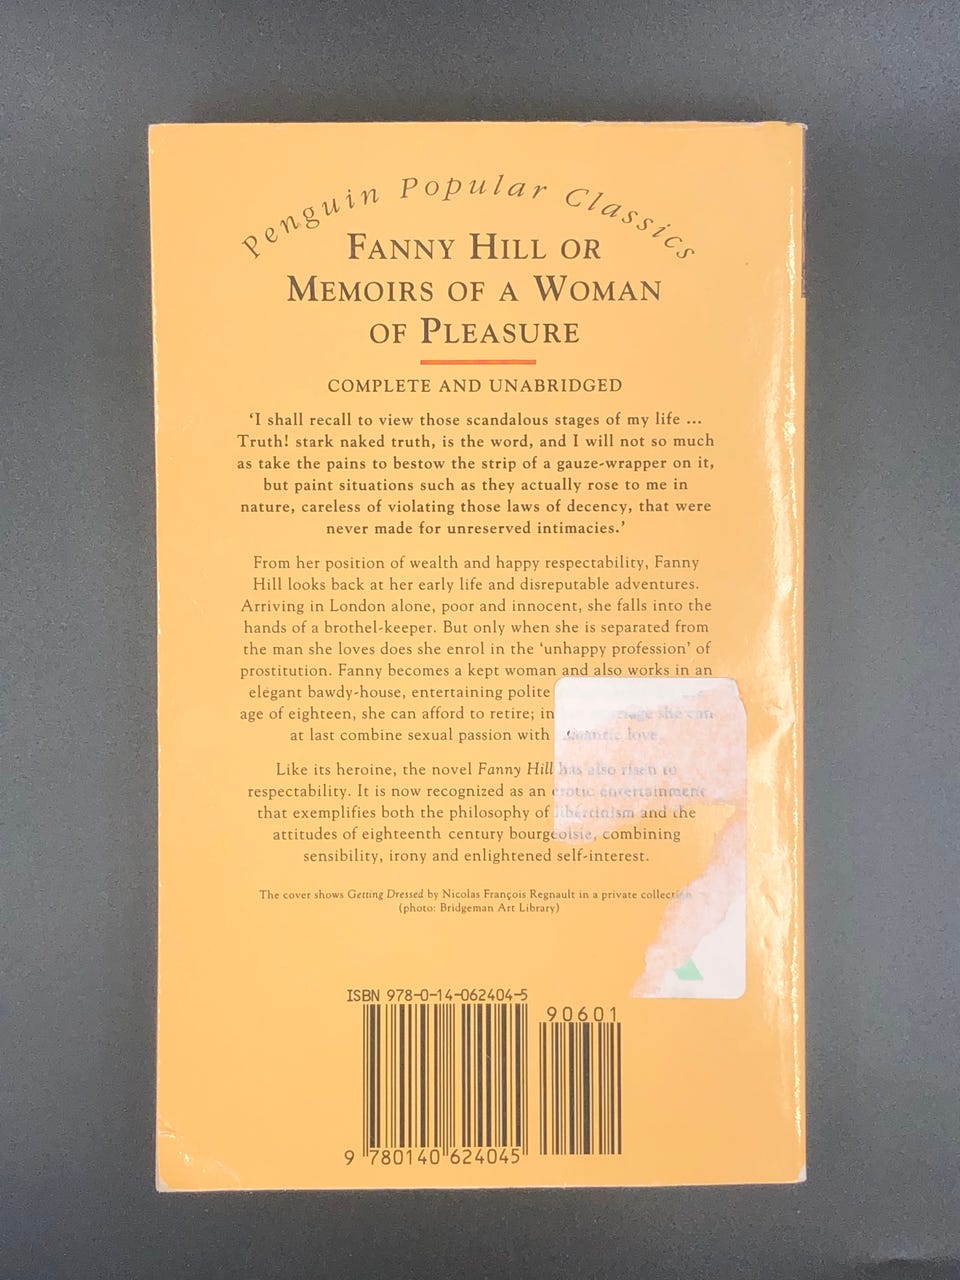 Penguin Popular Classics
FANNY HILL OR
MEMOIRS OF A WOMAN
OF PLEASURE
COMPLETE AND UNABRIDGED
‘I shall recall to view those scandalous stages of my life ...
Truth! stark naked truth, is the word, and I will not so much
as take the pains to bestow the strip of a gauze-wrapper on it,
but paint situations such as they actually rose to me in
nature, careless of violating those laws of decency, that were
never made for unreserved intimacies.’
From her position of wealth and happy respectability, Fanny
Hill looks back at her early life and disreputable adventures.
Arriving in London alone, poor and innocent, she falls into the
hands of a brothel-keeper. But only when she is separated from
the man she loves does she enrol in the ‘unhappy profession’ of
prostitution. Fanny becomes a kept woman and also works in an
elegant bawdy-house, entertaining polite
age of eighteen, she can afford to retire; in she can
at last combine sexual passion with romantic love.
Like its heroine, the novel Fanny Hill has also risen to
respectability. It is now recognized as an erotic entertainment
that exemplifies both the philosophy of libertinism and the
attitudes of eighteenth century bourgeoisie, combining
sensibility, irony and enlightened self-interest.
The cover shows Getting Dressed by Nicolas François Regnault in a private collection
(photo: Bridgeman Art Library)
ISBN 978-0-14-062404-5
90601
9 780140 624045